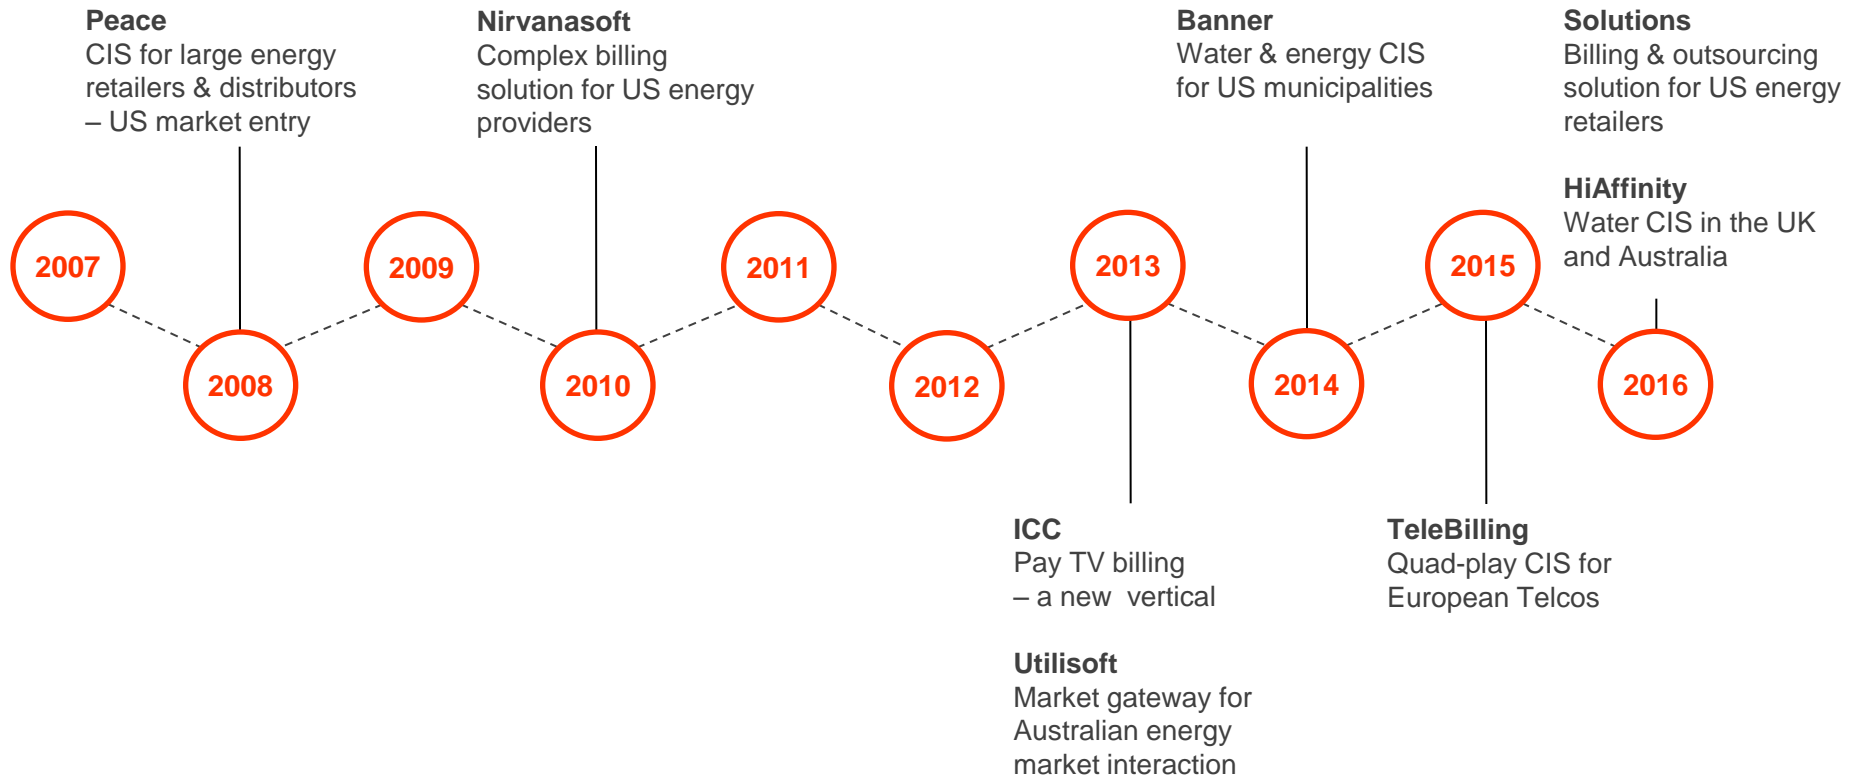 Peace
CIS for large energy
retailers & distributors
– US market entry
Nirvanasoft
Complex billing
solution for US energy
providers
Banner
Water & energy CIS
for US municipalities
Solutions
Billing & outsourcing
solution for US energy
retailers
HiAffinity
Water CIS in the UK
and Australia
2007
2008
2009
2010
2011
2012
2013
2014
2015
2016
ICC
Pay TV billing
– a new  vertical
Utilisoft
Market gateway for
Australian energy
market interaction
TeleBilling
Quad-play CIS for
European Telcos